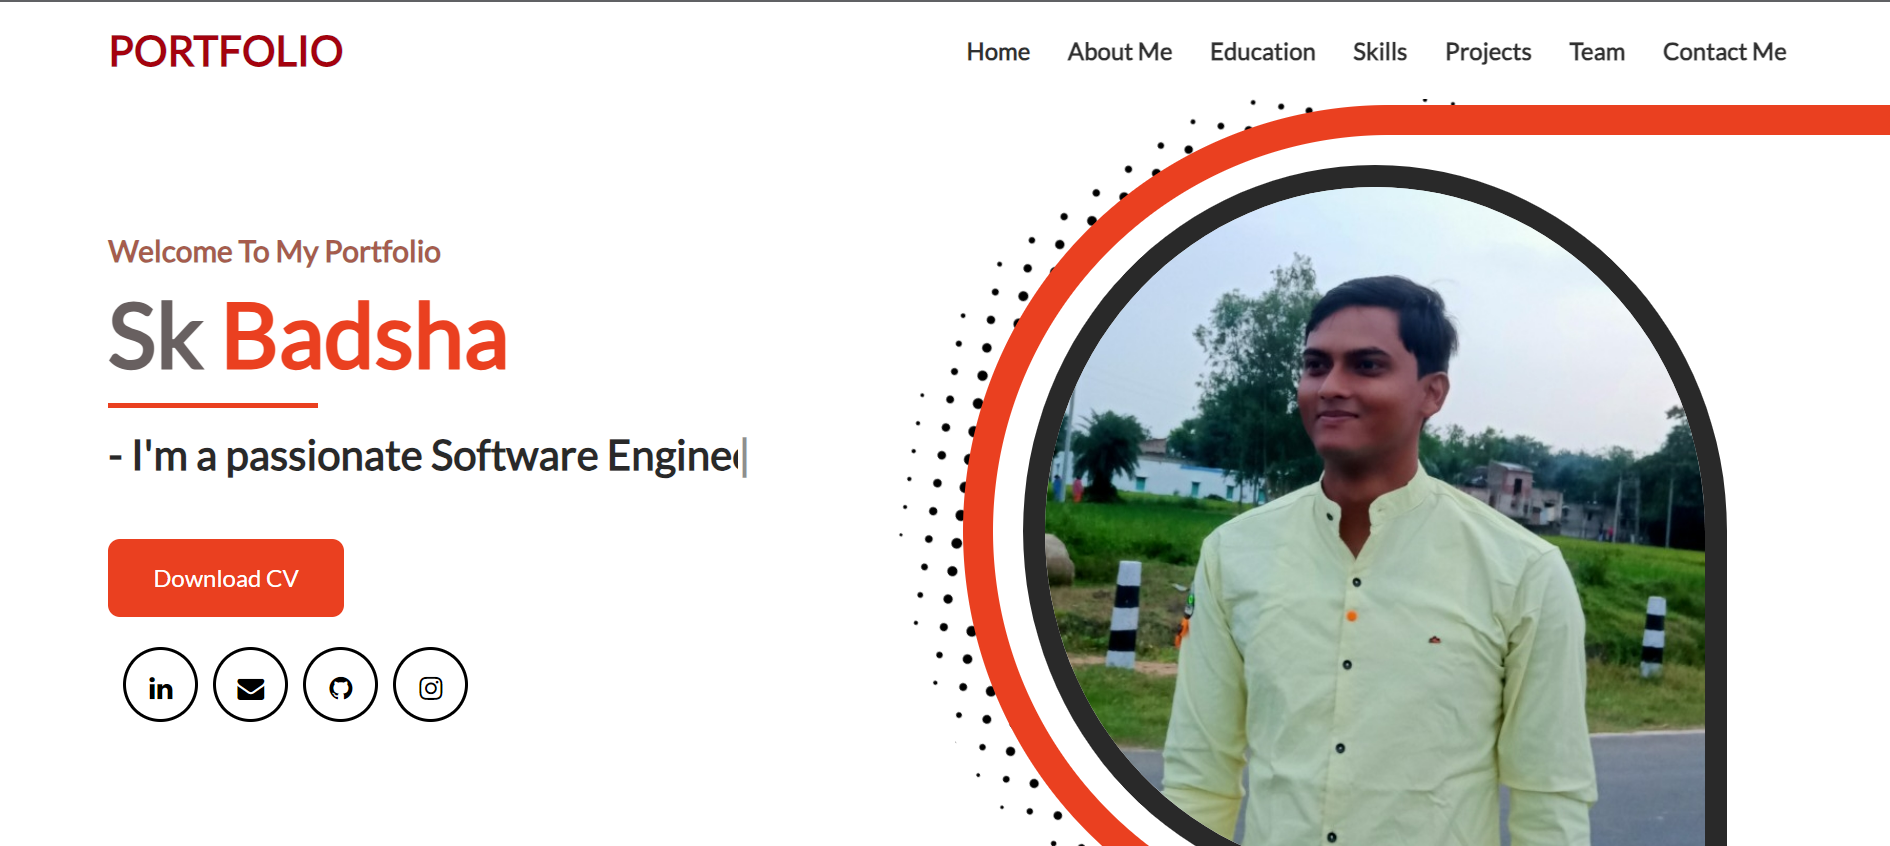 PORTFOLIO
Home About Me Education Skills Projects Team Contact Me
Welcome To My Portfolio
Sk Badsha
- I'm a passionate Software Engine
Download CV
in